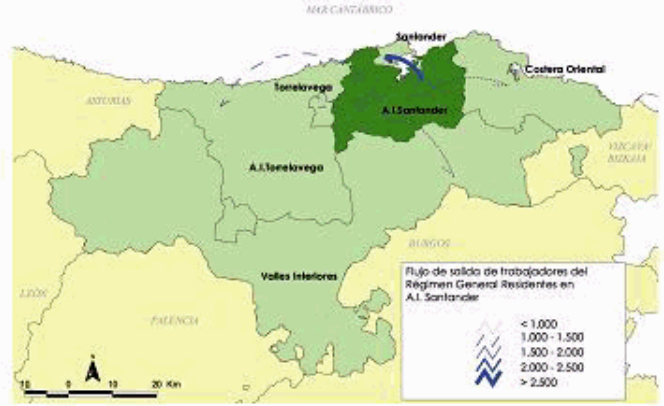 MAR CANTÁBRICO
Santander
Costera Oriental
Torrelavega
ASTURIAS
A.I.Santander
VIZCAYA/
BIZKAIA
A.I.Torrelavega
BURGOS
Valles Interiores
Flujo de salida de trabajadores del
Régimen General Residentes en
A.I. Santander
LEÓN
PALENCIA
< 1.000
1.000 - 1.500
1.500 - 2.000
2.000 - 2.500
> 2.500
N
10 0 10 20 Km